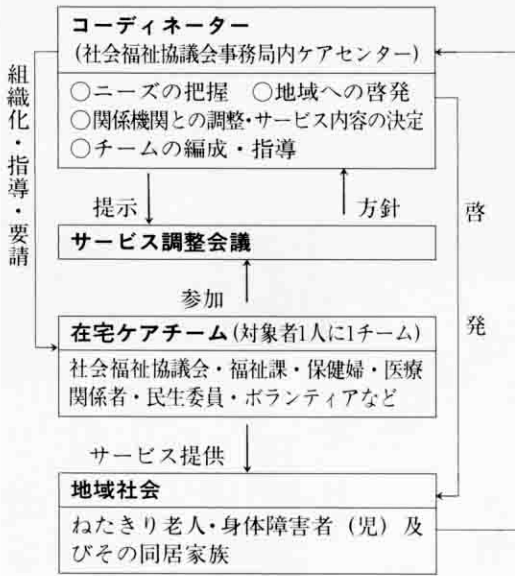 コーディネーター
(社会福祉協議会事務局内ケアセンター)
○ニーズの把握 ○地域への啓発
○関係機関との調整・サービス内容の決定
○チームの編成・指導
組織化・指導・要請
提示
方針
啓発
サービス調整会議
参加
在宅ケアチーム(対象者1人に1チーム)
社会福祉協議会・福祉課・保健婦・医療
関係者・民生委員・ボランティアなど
サービス提供
地域社会
ねたきり老人・身体障害者(児)及
びその同居家族